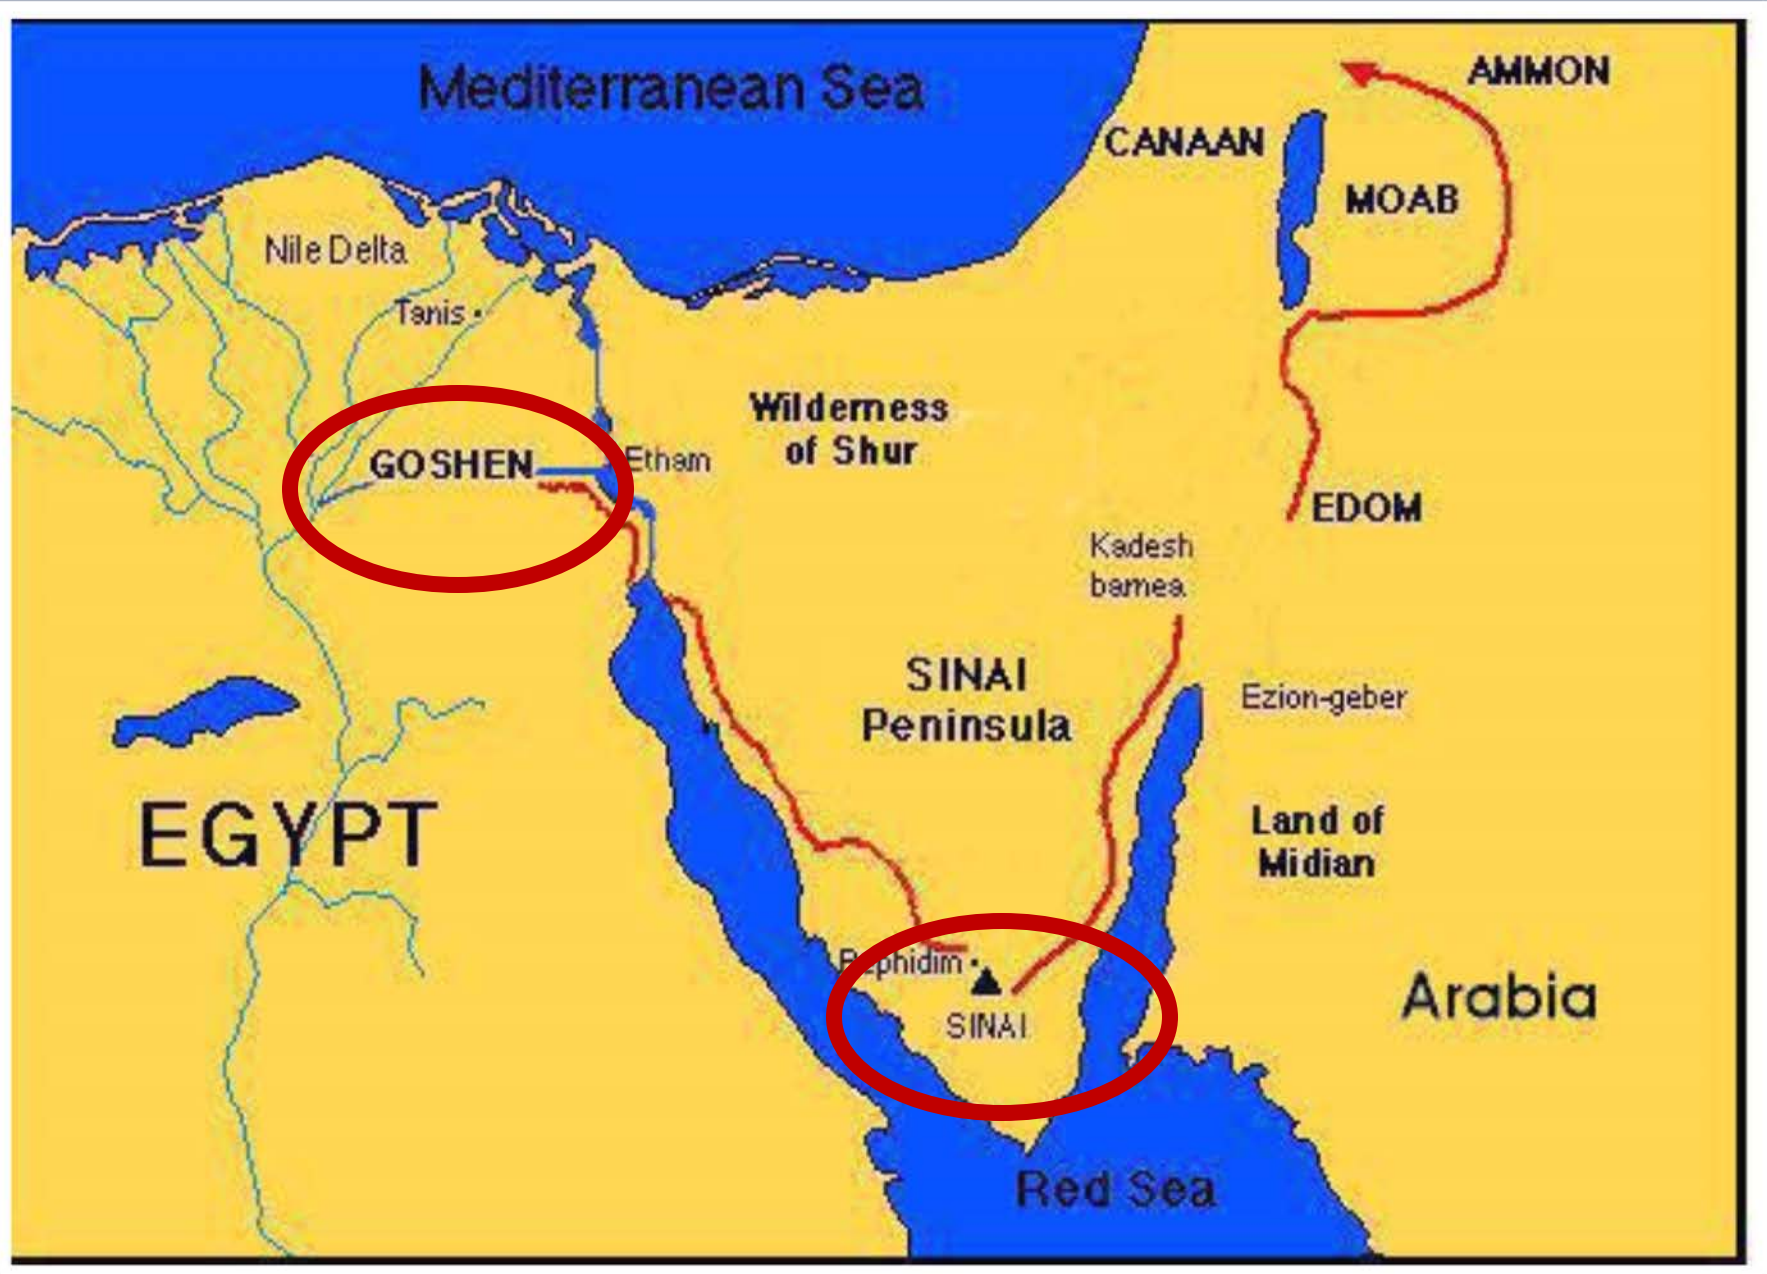 Mediterranean Sea
AMMON
CANAAN
MOAB
Nile Delta
Tanis
Wilderness
of Shur
GOSHEN
Etham
EDOM
Kadesh
barnea
SINAI
Peninsula
Ezion-geber
EGYPT
Land of
Midian
Rephidim
SINAI
Arabia
Red Sea